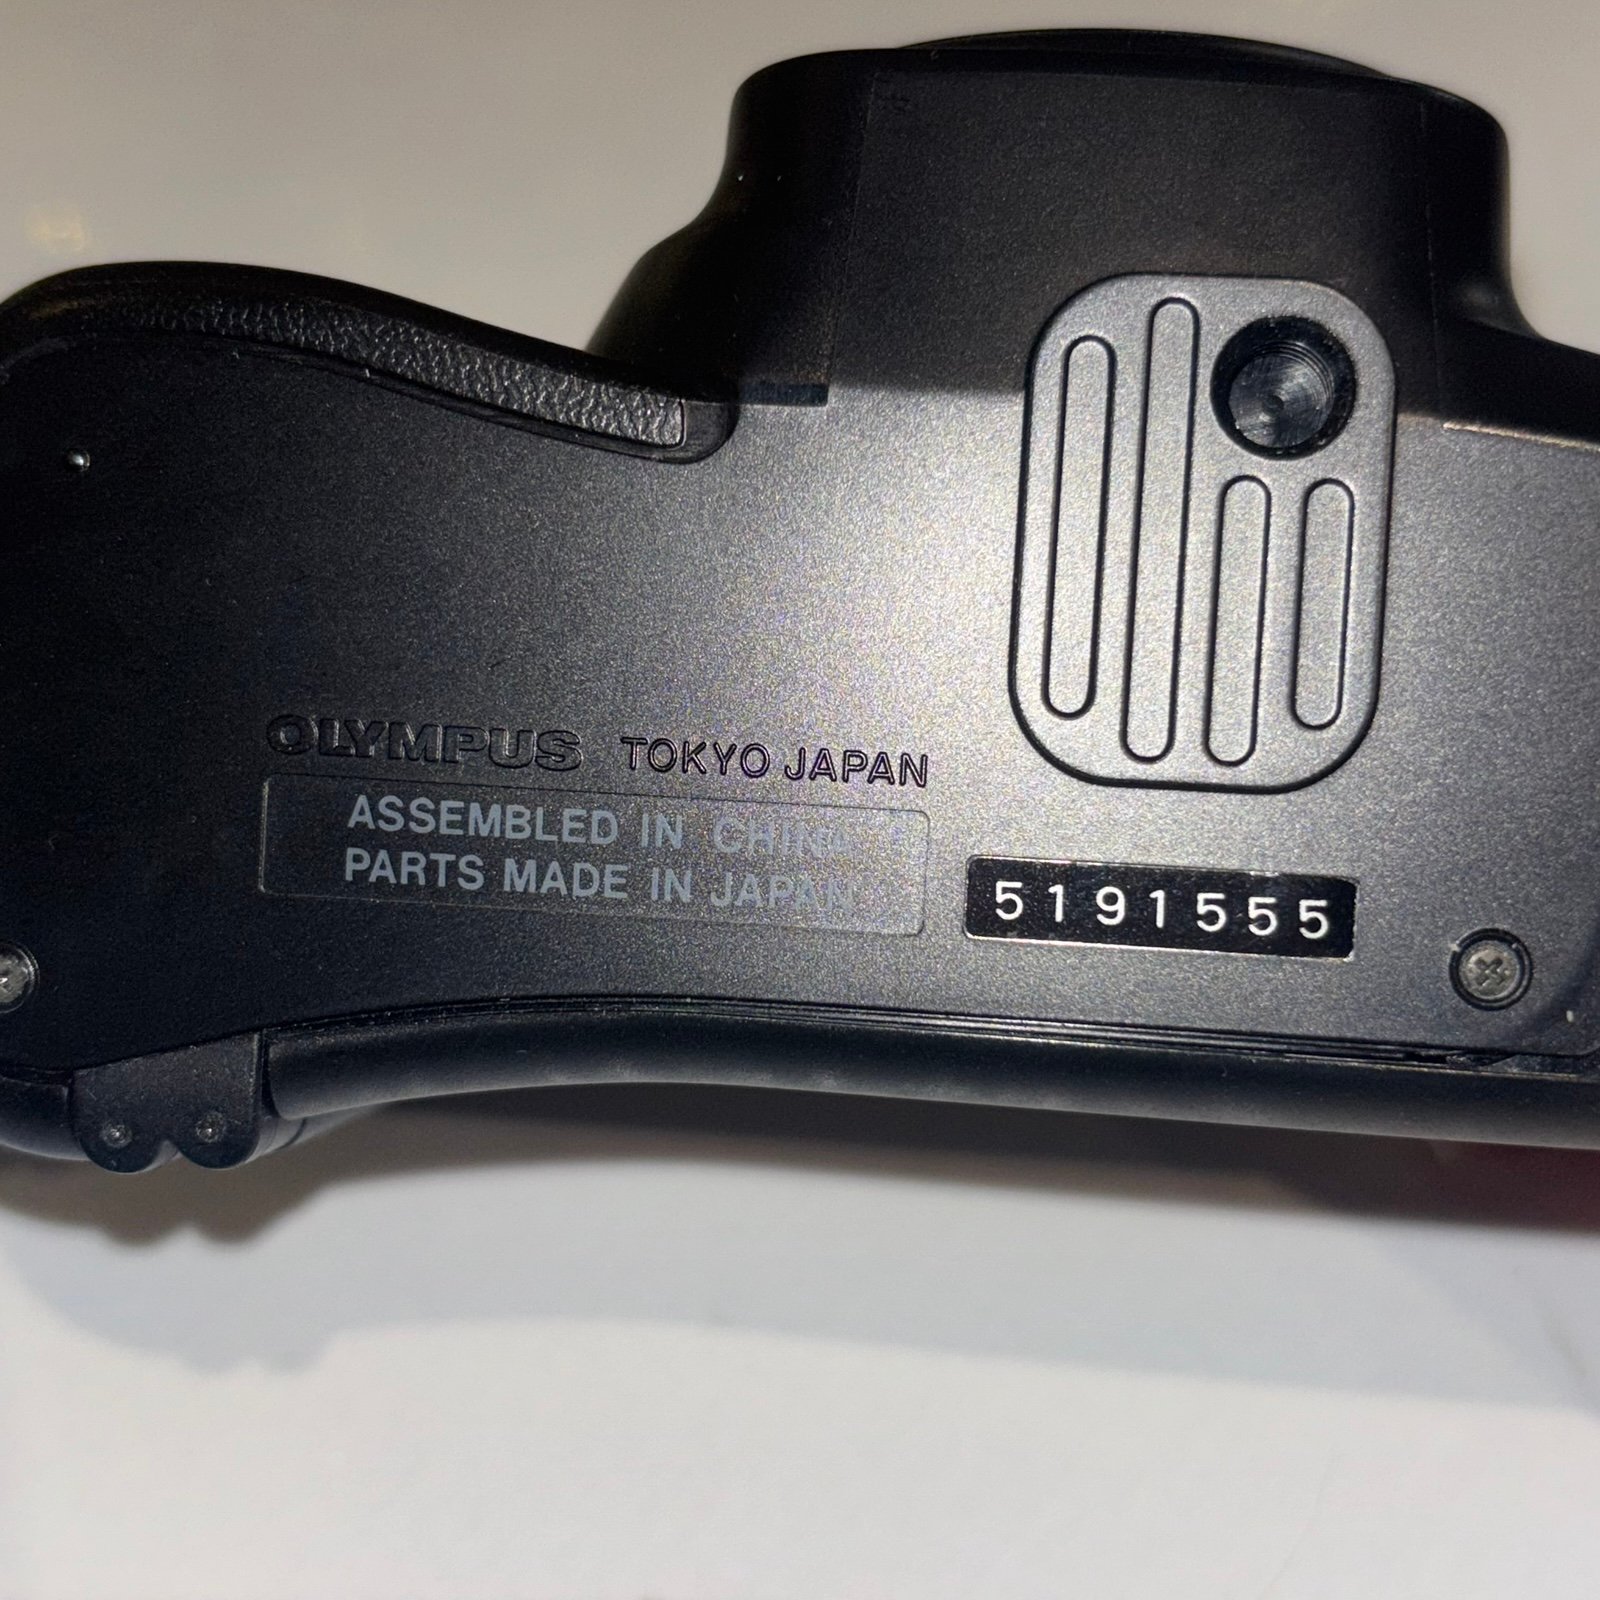 OLYMPUS TOKYO JAPAN
ASSEMBLED IN CHINA
PARTS MADE IN JAPAN
5191555